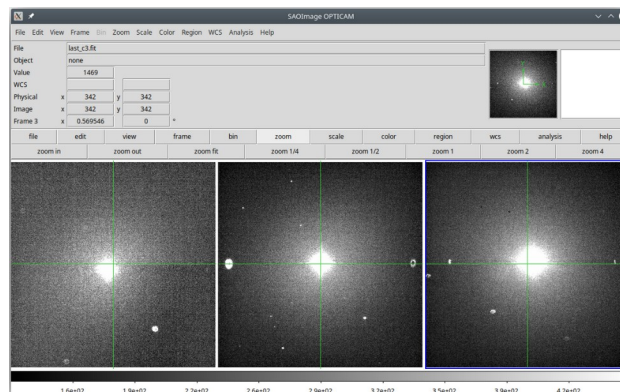 SAOImage OPTICAM
File Edit View Frame Bin Zoom Scale Color Region WCS Analysis Help
File last_c3.fit
Object none
Value 1469
WCS
Physical x 342 y 342
Image x 342 y 342
Frame 3 x 0.569546 0 °
file edit view frame bin zoom scale color region wcs analysis help
zoom in zoom out zoom fit zoom 1/4 zoom 1/2 zoom 1 zoom 2 zoom 4
1.6e+02 1.9e+02 2.2e+02 2.6e+02 2.9e+02 3.2e+02 3.5e+02 3.9e+02 4.2e+02